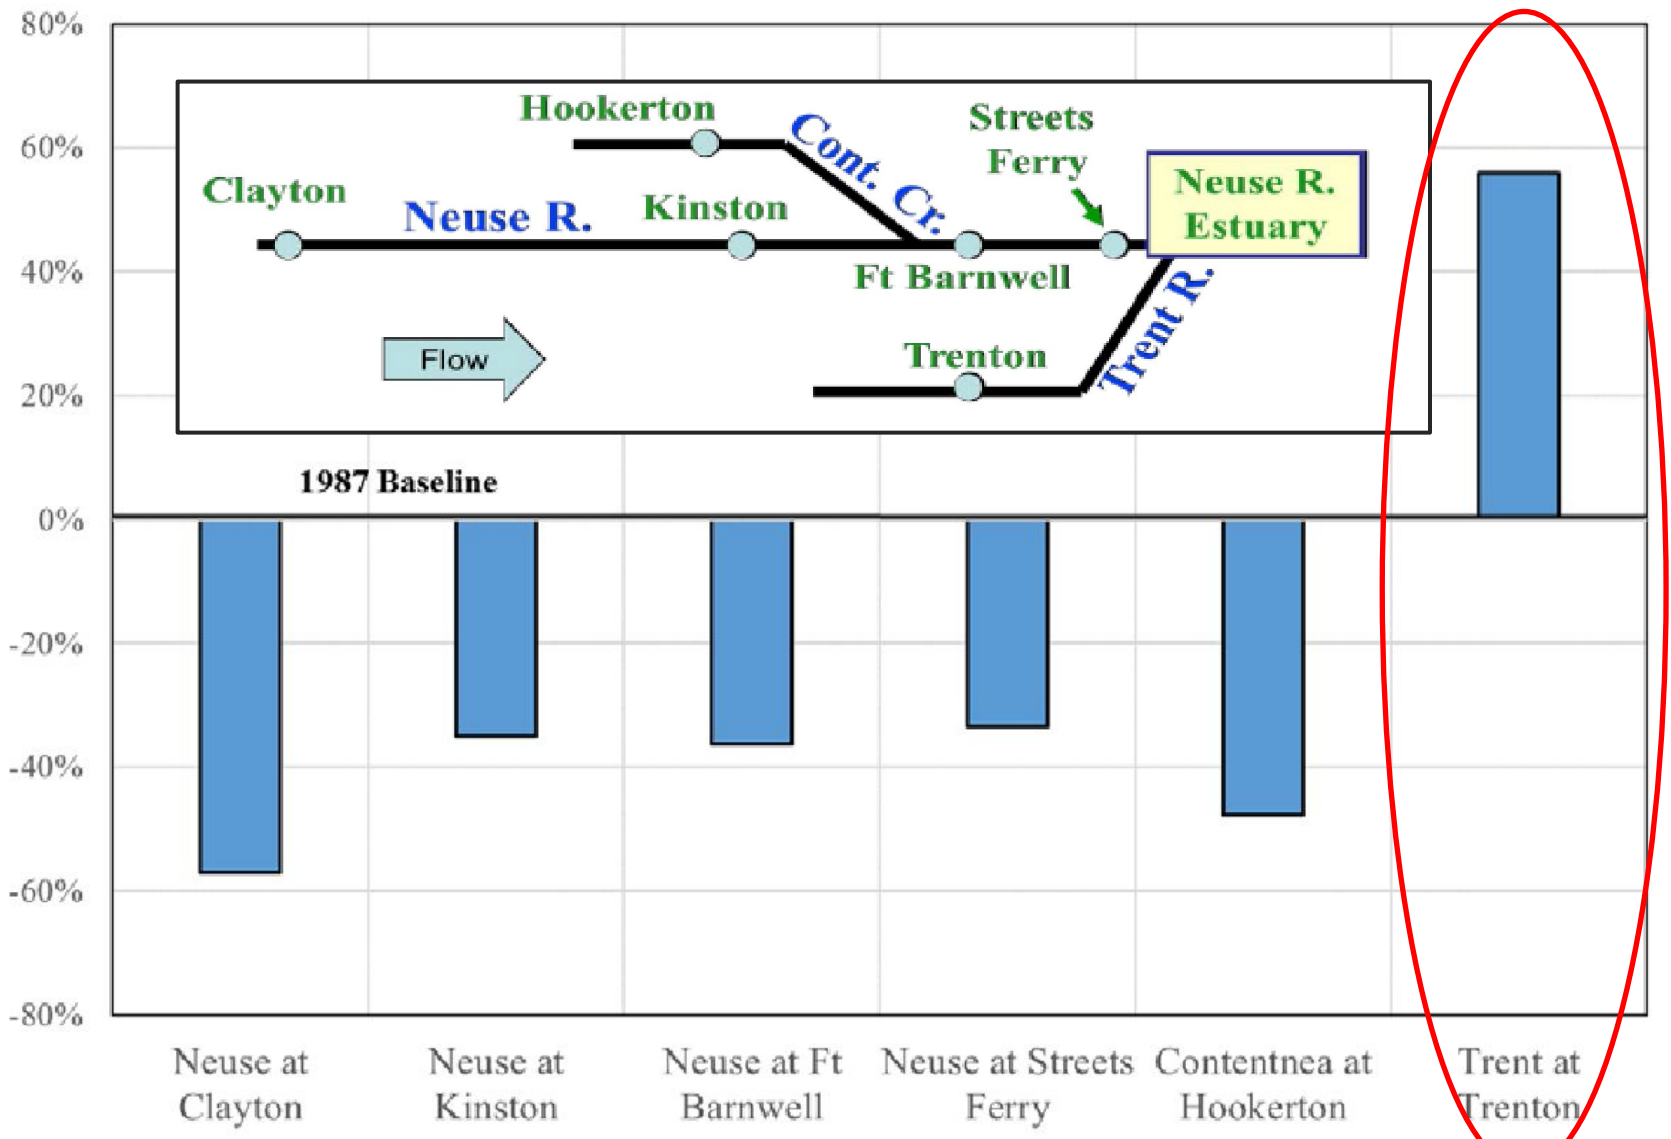 80%
60%
40%
20%
0%
-20%
-40%
-60%
-80%
Hookerton
Cont. Cr.
Streets
Ferry
Clayton
Neuse R.
Kinston
Neuse R.
Estuary
Ft Barnwell
Trent R.
Flow
Trenton
1987 Baseline
Neuse at
Clayton
Neuse at
Kinston
Neuse at Ft
Barnwell
Neuse at Streets
Ferry
Contentnea at
Hookerton
Trent at
Trenton